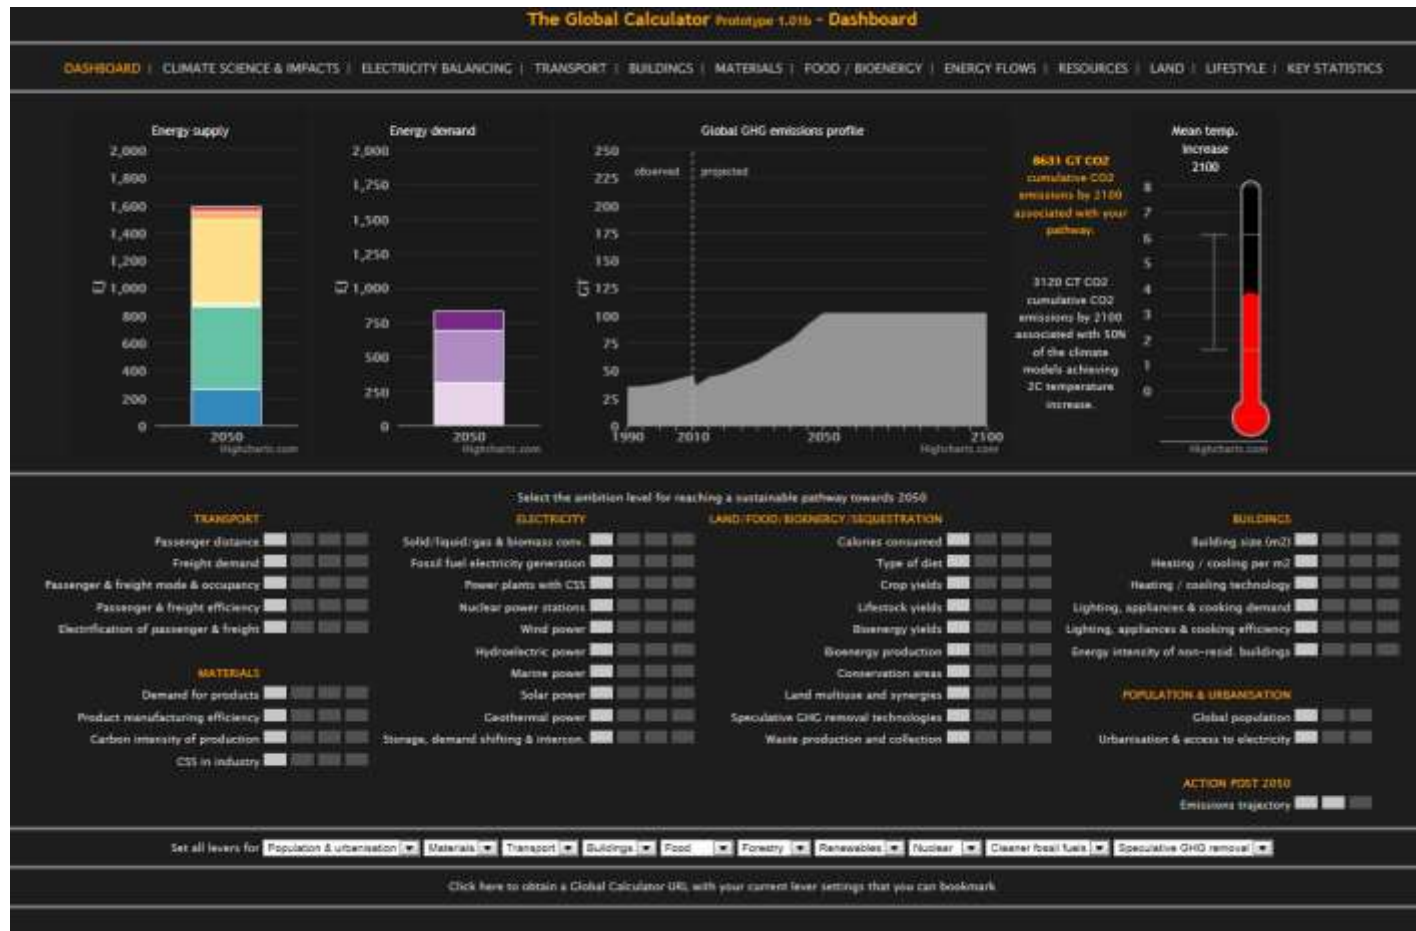 The Global Calculator Prototype 1.01b - Dashboard
DASHBOARD | CLIMATE SCIENCE & IMPACTS | ELECTRICITY BALANCING | TRANSPORT | BUILDINGS | MATERIALS | FOOD / BIOENERGY | ENERGY FLOWS | RESOURCES | LAND | LIFESTYLE | KEY STATISTICS
Energy supply
2,000
1,800
1,600
1,400
1,200
EJ 1,000
800
600
400
200
0
2050
Highcharts.com
Energy demand
2,000
1,750
1,500
1,250
EJ 1,000
750
500
250
0
2050
Highcharts.com
Global GHG emissions profile
observed projected
250
225
200
175
150
GT 125
100
75
50
25
0
1990 2010 2050 2100
Highcharts.com
8631 GT CO2
cumulative CO2
emissions by 2100
associated with your
pathway.
3120 GT CO2
cumulative CO2
emissions by 2100
associated with 50%
of the climate
models achieving
2C temperature
increase.
Mean temp.
increase
2100
8
7
6
5
4
3
2
1
0
Highcharts.com
Select the ambition level for reaching a sustainable pathway towards 2050
TRANSPORT
Passenger distance
Freight demand
Passenger & freight mode & occupancy
Passenger & freight efficiency
Electrification of passenger & freight
MATERIALS
Demand for products
Product manufacturing efficiency
Carbon intensity of production
CSS in industry
ELECTRICITY
Solid/liquid/gas & biomass conv.
Fossil fuel electricity generation
Power plants with CSS
Nuclear power stations
Wind power
Hydroelectric power
Marine power
Solar power
Geothermal power
Storage, demand shifting & intercon.
LAND/FOOD/BIOENERGY/SEQUESTRATION
Calories consumed
Type of diet
Crop yields
Lifestock yields
Bioenergy yields
Bioenergy production
Conservation areas
Land multiuse and synergies
Speculative GHG removal technologies
Waste production and collection
BUILDINGS
Building size (m2)
Heating / cooling per m2
Heating / cooling technology
Lighting, appliances & cooking demand
Lighting, appliances & cooking efficiency
Energy intensity of non-resid. buildings
POPULATION & URBANISATION
Global population
Urbanisation & access to electricity
ACTION POST 2050
Emissions trajectory
Set all levers for Population & urbanisation Materials Transport Buildings Food Forestry Renewables Nuclear Cleaner fossil fuels Speculative GHG removal
Click here to obtain a Global Calculator URL with your current lever settings that you can bookmark